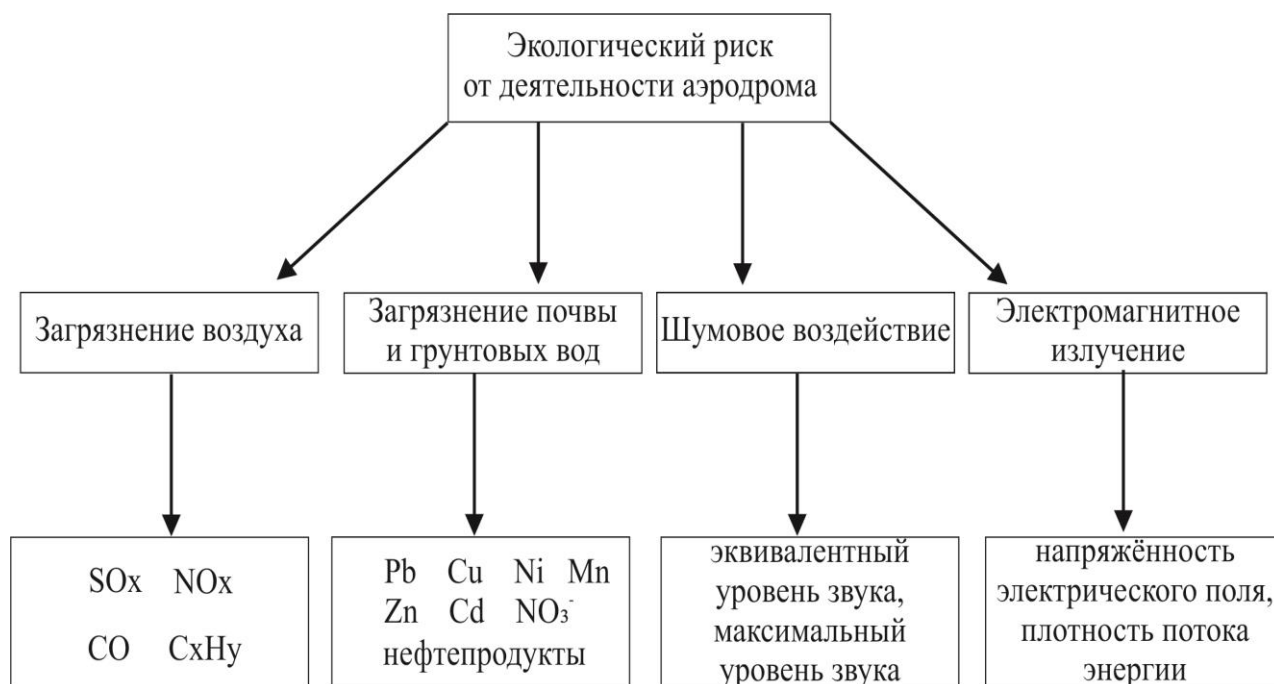 Экологический риск
от деятельности аэродрома
Загрязнение воздуха
Загрязнение почвы
и грунтовых вод
Шумовое воздействие
Электромагнитное
излучение
SOx NOx
CO CxHy
Pb Cu Ni Mn
Zn Cd NO₃⁻
нефтепродукты
эквивалентный
уровень звука,
максимальный
уровень звука
напряжённость
электрического поля,
плотность потока
энергии